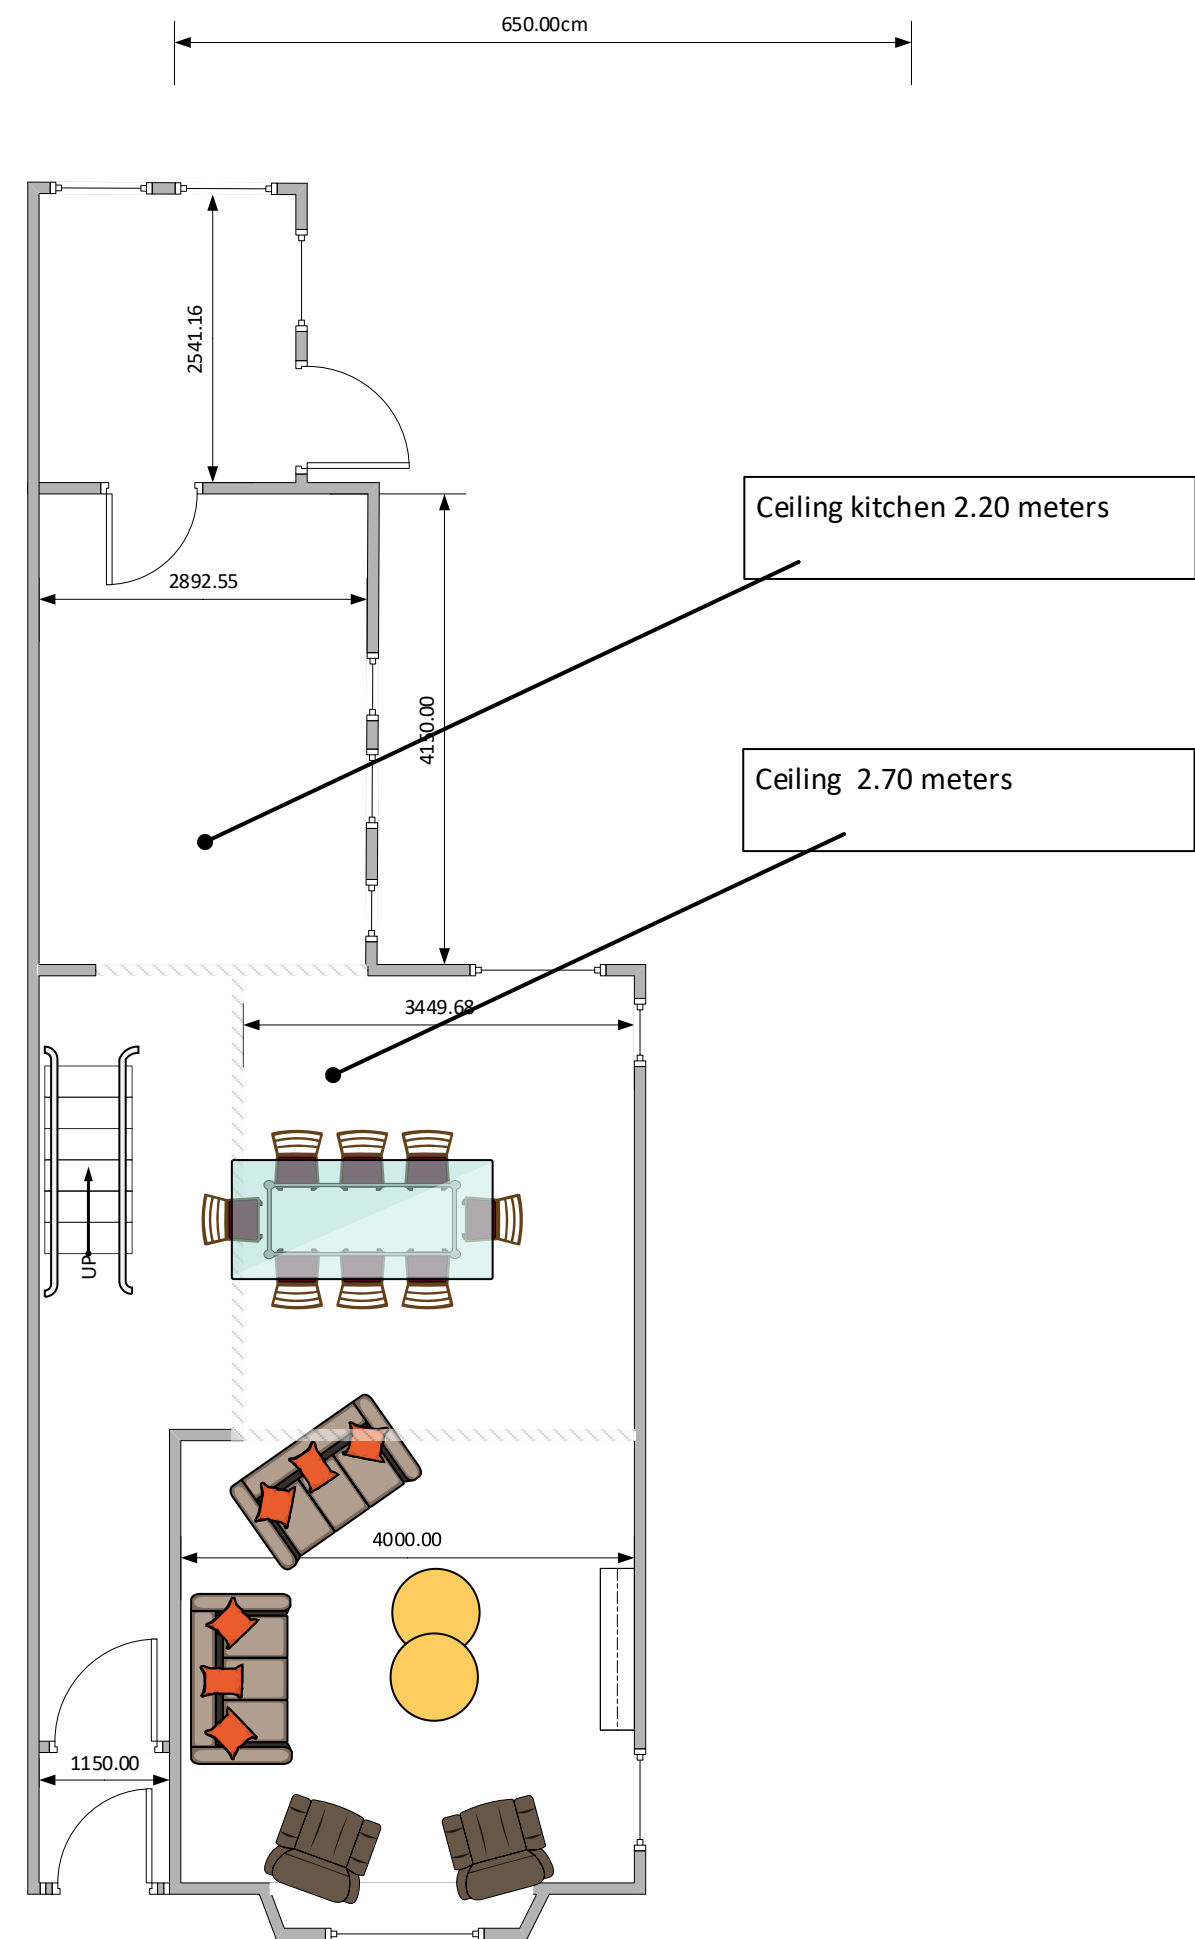 650.00cm
2541.16
Ceiling kitchen 2.20 meters
2892.55
4150.00
Ceiling  2.70 meters
3449.68
UP
4000.00
1150.00